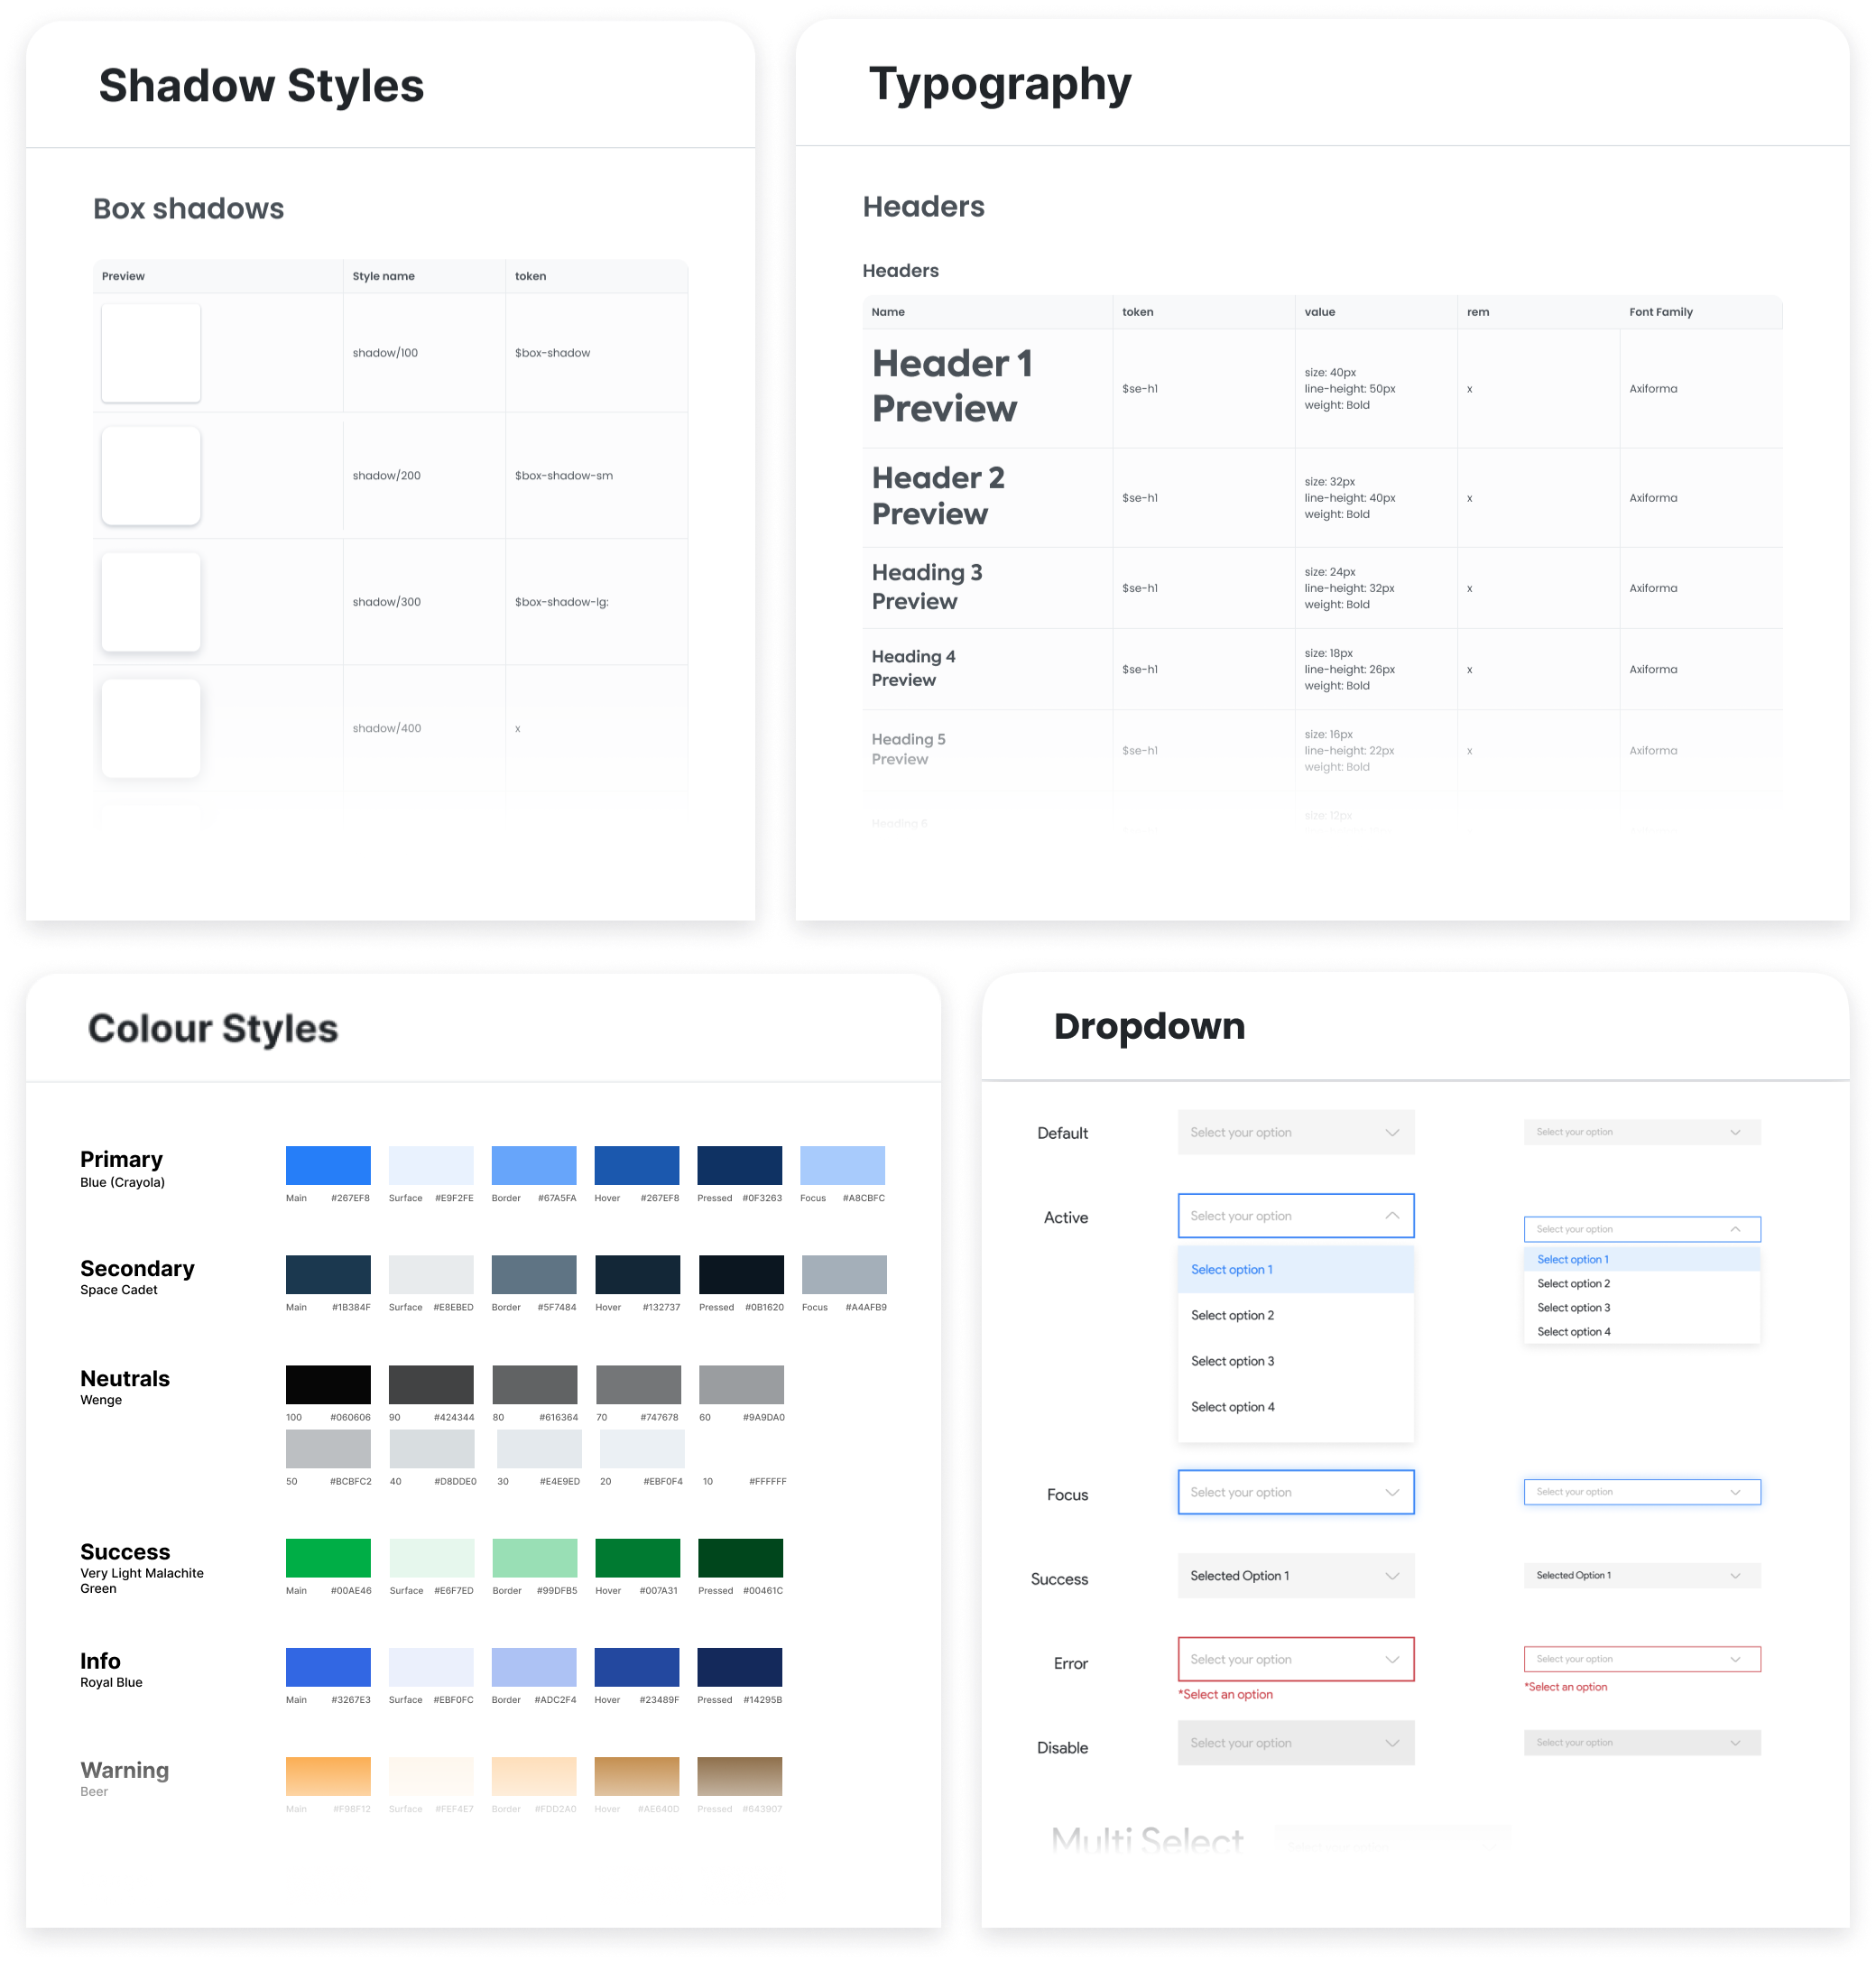 Shadow Styles
Box shadows
Preview Style name token
shadow/100 $box-shadow
shadow/200 $box-shadow-sm
shadow/300 $box-shadow-lg:
shadow/400 x
Typography
Headers
Headers
Name token value rem Font Family
Header 1
Preview
$se-h1
size: 40px
line-height: 50px
weight: Bold
x
Axiforma
Header 2
Preview
$se-h1
size: 32px
line-height: 40px
weight: Bold
x
Axiforma
Heading 3
Preview
$se-h1
size: 24px
line-height: 32px
weight: Bold
x
Axiforma
Heading 4
Preview
$se-h1
size: 18px
line-height: 26px
weight: Bold
x
Axiforma
Heading 5
Preview
$se-h1
size: 16px
line-height: 22px
weight: Bold
x
Axiforma
Heading 6
size: 12px
Colour Styles
Primary
Blue (Crayola)
Main #267EF8 Surface #E9F2FE Border #67A5FA Hover #267EF8 Pressed #0F3263 Focus #A8CBFC
Secondary
Space Cadet
Main #1B384F Surface #E8EBED Border #5F7484 Hover #132737 Pressed #0B1620 Focus #A4AFB9
Neutrals
Wenge
100 #060606 90 #424344 80 #616364 70 #747678 60 #9A9DA0
50 #BCBFC2 40 #D8DDE0 30 #E4E9ED 20 #EBF0F4 10 #FFFFFF
Success
Very Light Malachite
Green
Main #00AE46 Surface #E6F7ED Border #99DFB5 Hover #007A31 Pressed #00461C
Info
Royal Blue
Main #3267E3 Surface #EBF0FC Border #ADC2F4 Hover #23489F Pressed #14295B
Warning
Beer
Main #F98F12 Surface #FEF4E7 Border #FDD2A0 Hover #AE640D Pressed #643907
Dropdown
Default Select your option Select your option
Active Select your option Select your option
Select option 1
Select option 2
Select option 3
Select option 4
Select option 1
Select option 2
Select option 3
Select option 4
Focus Select your option Select your option
Success Selected Option 1 Selected Option 1
Error Select your option Select your option
*Select an option *Select an option
Disable Select your option Select your option
Multi Select